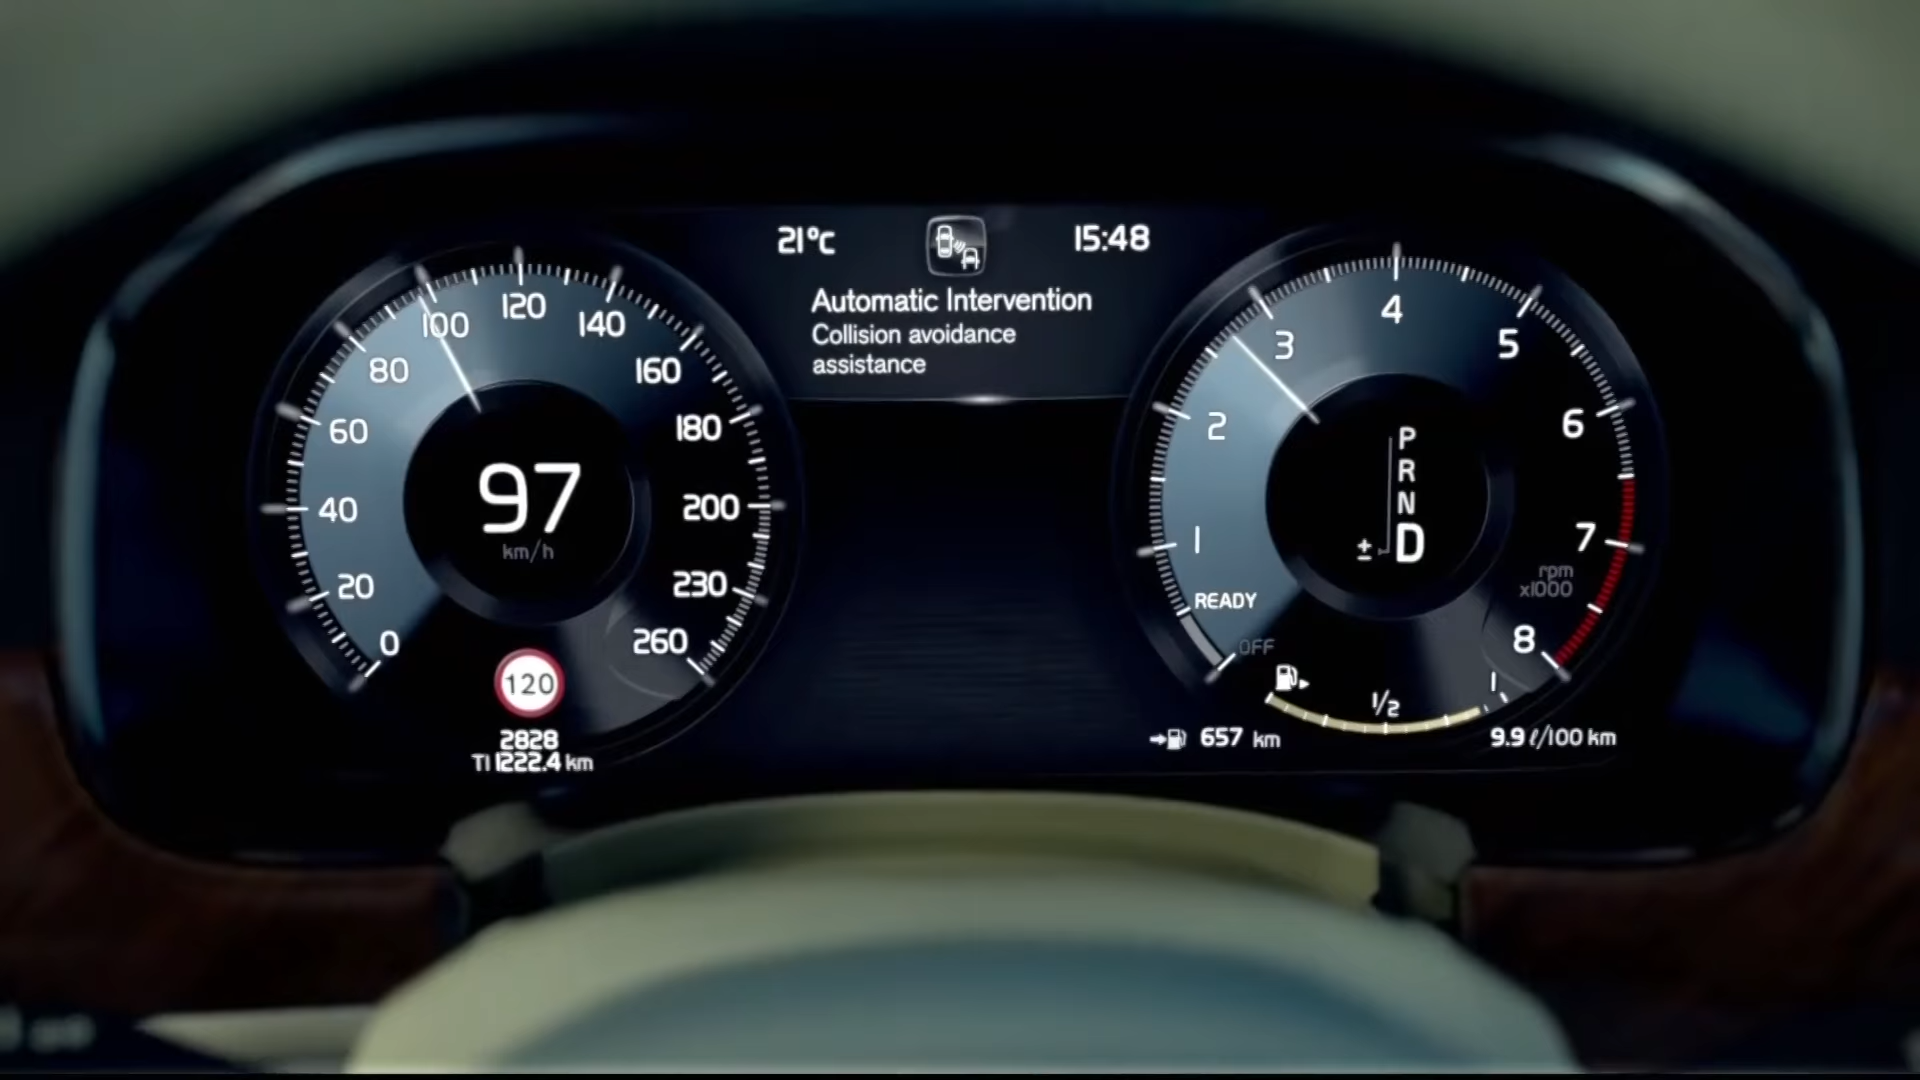 21°C
15:48
Automatic Intervention
Collision avoidance
assistance
0
20
40
60
80
100
120
140
160
180
200
230
260
97
km/h
120
2828
T1 1222.4 km
OFF
READY
1
2
3
4
5
6
7
8
rpm
x1000
P
R
N
± D
1/2
1
657 km
9.9 ℓ/100 km